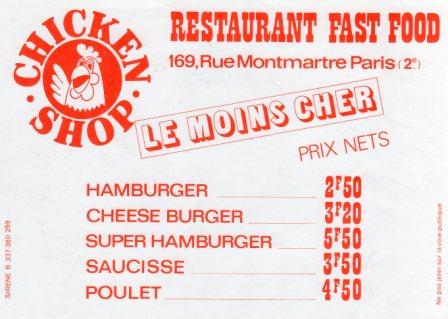 CHICKEN
· SHOP ·
RESTAURANT FAST FOOD
169, Rue Montmartre Paris (2e)
LE MOINS CHER
PRIX NETS
HAMBURGER 2F50
CHEESE BURGER 3F20
SUPER HAMBURGER 5F50
SAUCISSE 3F50
POULET 4F50
SIRENE B 337 380 299
Ne pas jeter sur la voie publique